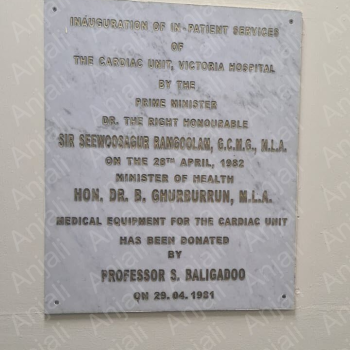 INAUGURATION OF IN-PATIENT SERVICES
OF
THE CARDIAC UNIT, VICTORIA HOSPITAL
BY THE
PRIME MINISTER
DR. THE RIGHT HONOURABLE
SIR SEEWOOSAGUR RAMGOOLAM, G.C.M.G., M.L.A.
ON THE 28TH APRIL, 1982
MINISTER OF HEALTH
HON. DR. B. GHURBURRUN, M.L.A.
MEDICAL EQUIPMENT FOR THE CARDIAC UNIT
HAS BEEN DONATED
BY
PROFESSOR S. BALIGADOO
ON 29.04.1981